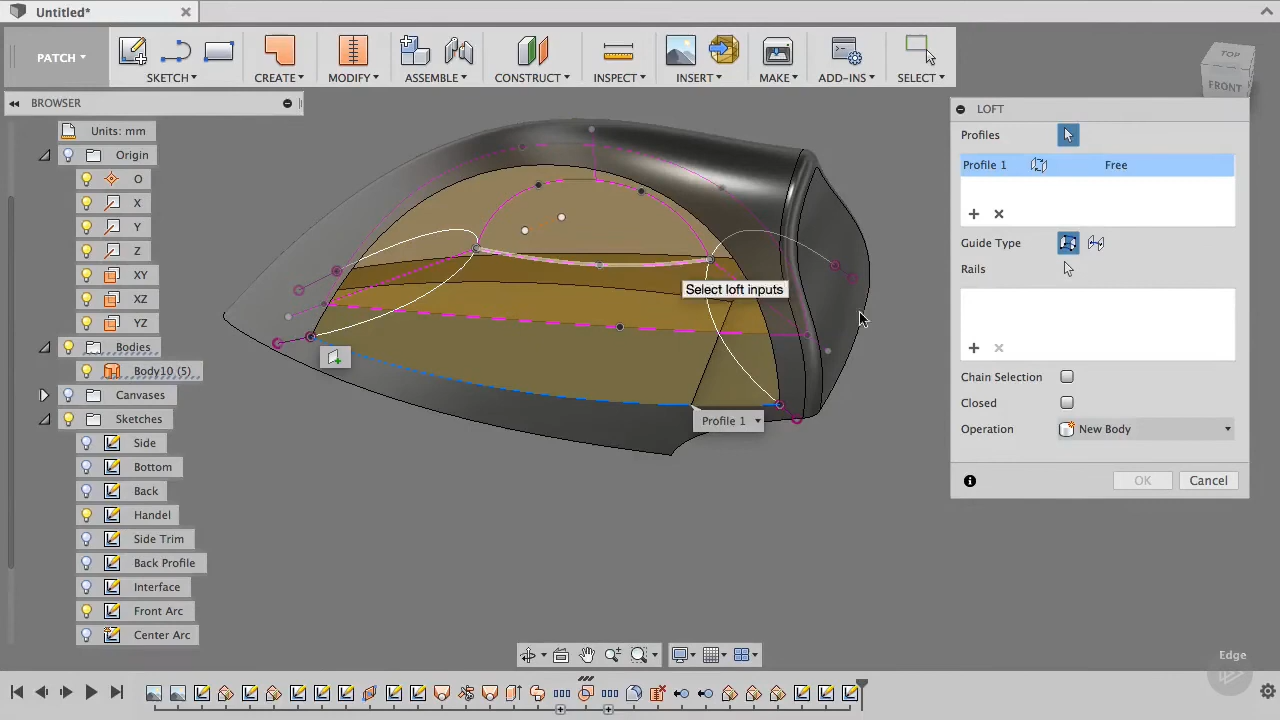 Untitled*
PATCH
SKETCH
CREATE
MODIFY
ASSEMBLE
CONSTRUCT
INSPECT
INSERT
MAKE
ADD-INS
SELECT
TOP
FRONT
BROWSER
Units: mm
Origin
O
X
Y
Z
XY
XZ
YZ
Bodies
Body10 (5)
Canvases
Sketches
Side
Bottom
Back
Handel
Side Trim
Back Profile
Interface
Front Arc
Center Arc
Select loft inputs
Profile 1
LOFT
Profiles
Profile 1 Free
Guide Type
Rails
Chain Selection
Closed
Operation New Body
OK Cancel
Edge